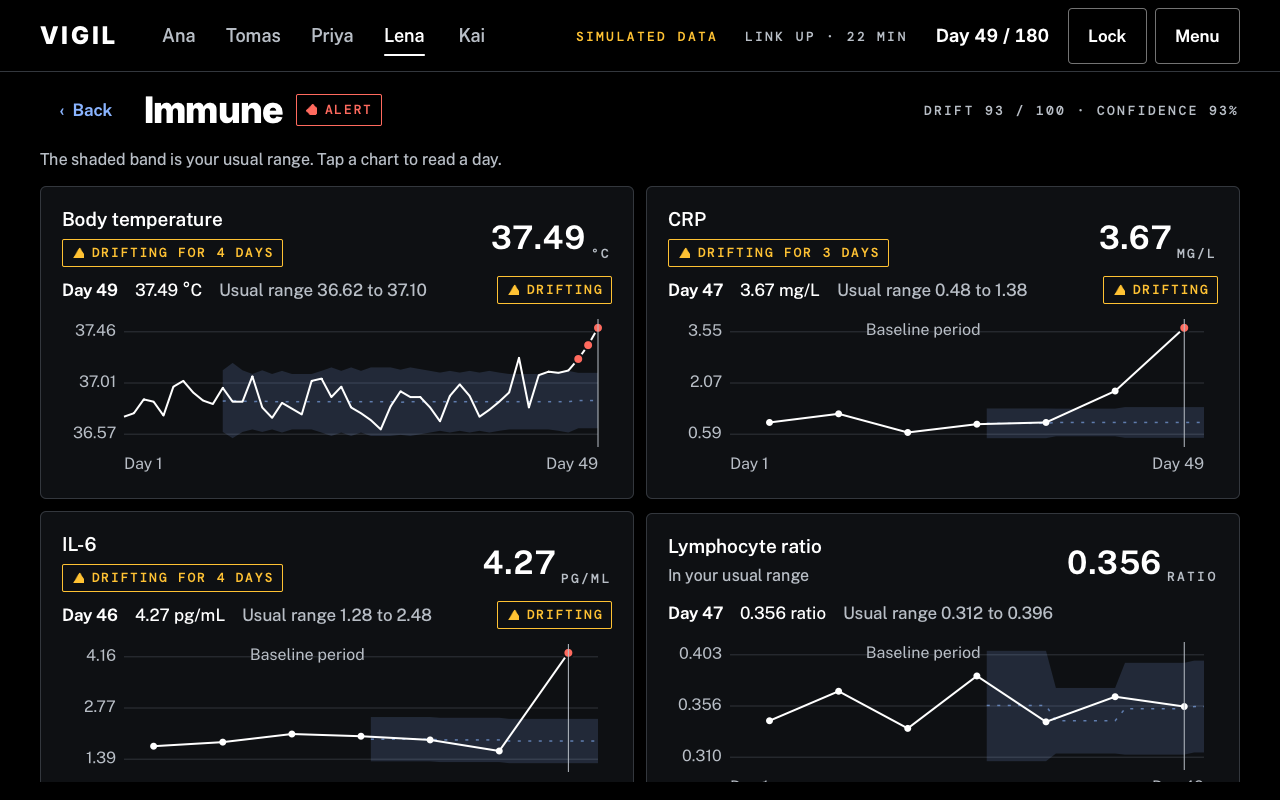 VIGIL Ana Tomas Priya Lena Kai SIMULATED DATA LINK UP · 22 MIN Day 49 / 180 Lock Menu
‹ Back Immune ALERT DRIFT 93 / 100 · CONFIDENCE 93%
The shaded band is your usual range. Tap a chart to read a day.
Body temperature
DRIFTING FOR 4 DAYS
37.49 °C
Day 49 37.49 °C Usual range 36.62 to 37.10 DRIFTING
37.46
37.01
36.57
Day 1 Day 49
CRP
DRIFTING FOR 3 DAYS
3.67 MG/L
Day 47 3.67 mg/L Usual range 0.48 to 1.38 DRIFTING
3.55 Baseline period
2.07
0.59
Day 1 Day 49
IL-6
DRIFTING FOR 4 DAYS
4.27 PG/ML
Day 46 4.27 pg/mL Usual range 1.28 to 2.48 DRIFTING
4.16 Baseline period
2.77
1.39
Lymphocyte ratio
In your usual range
0.356 RATIO
Day 47 0.356 ratio Usual range 0.312 to 0.396
0.403 Baseline period
0.356
0.310